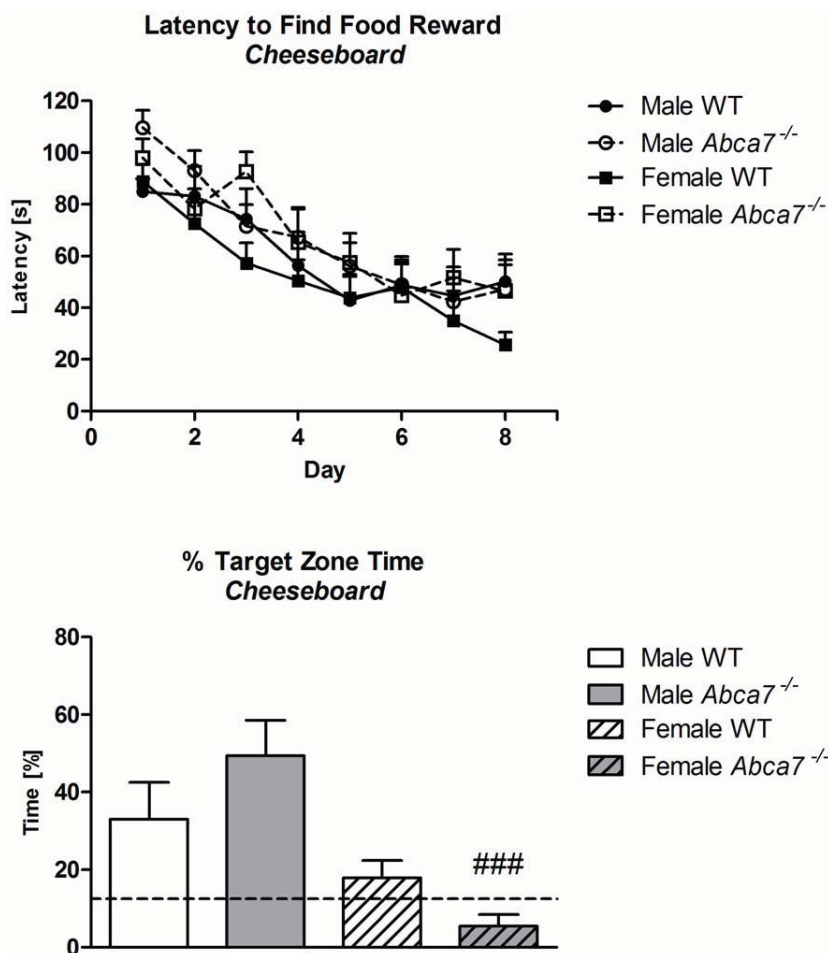 Latency to Find Food Reward
Cheeseboard
120
100
80
60
40
20
0
Latency [s]
0 2 4 6 8
Day
Male WT
Male Abca7 -/-
Female WT
Female Abca7 -/-
% Target Zone Time
Cheeseboard
80
60
40
20
0
Time [%]
###
Male WT
Male Abca7 -/-
Female WT
Female Abca7 -/-